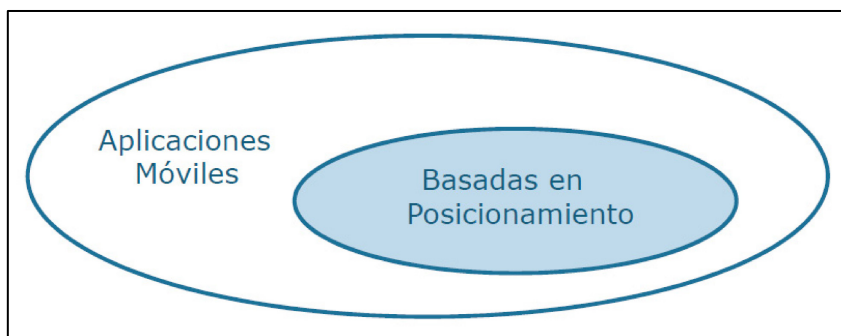 Aplicaciones
Móviles
Basadas en
Posicionamiento